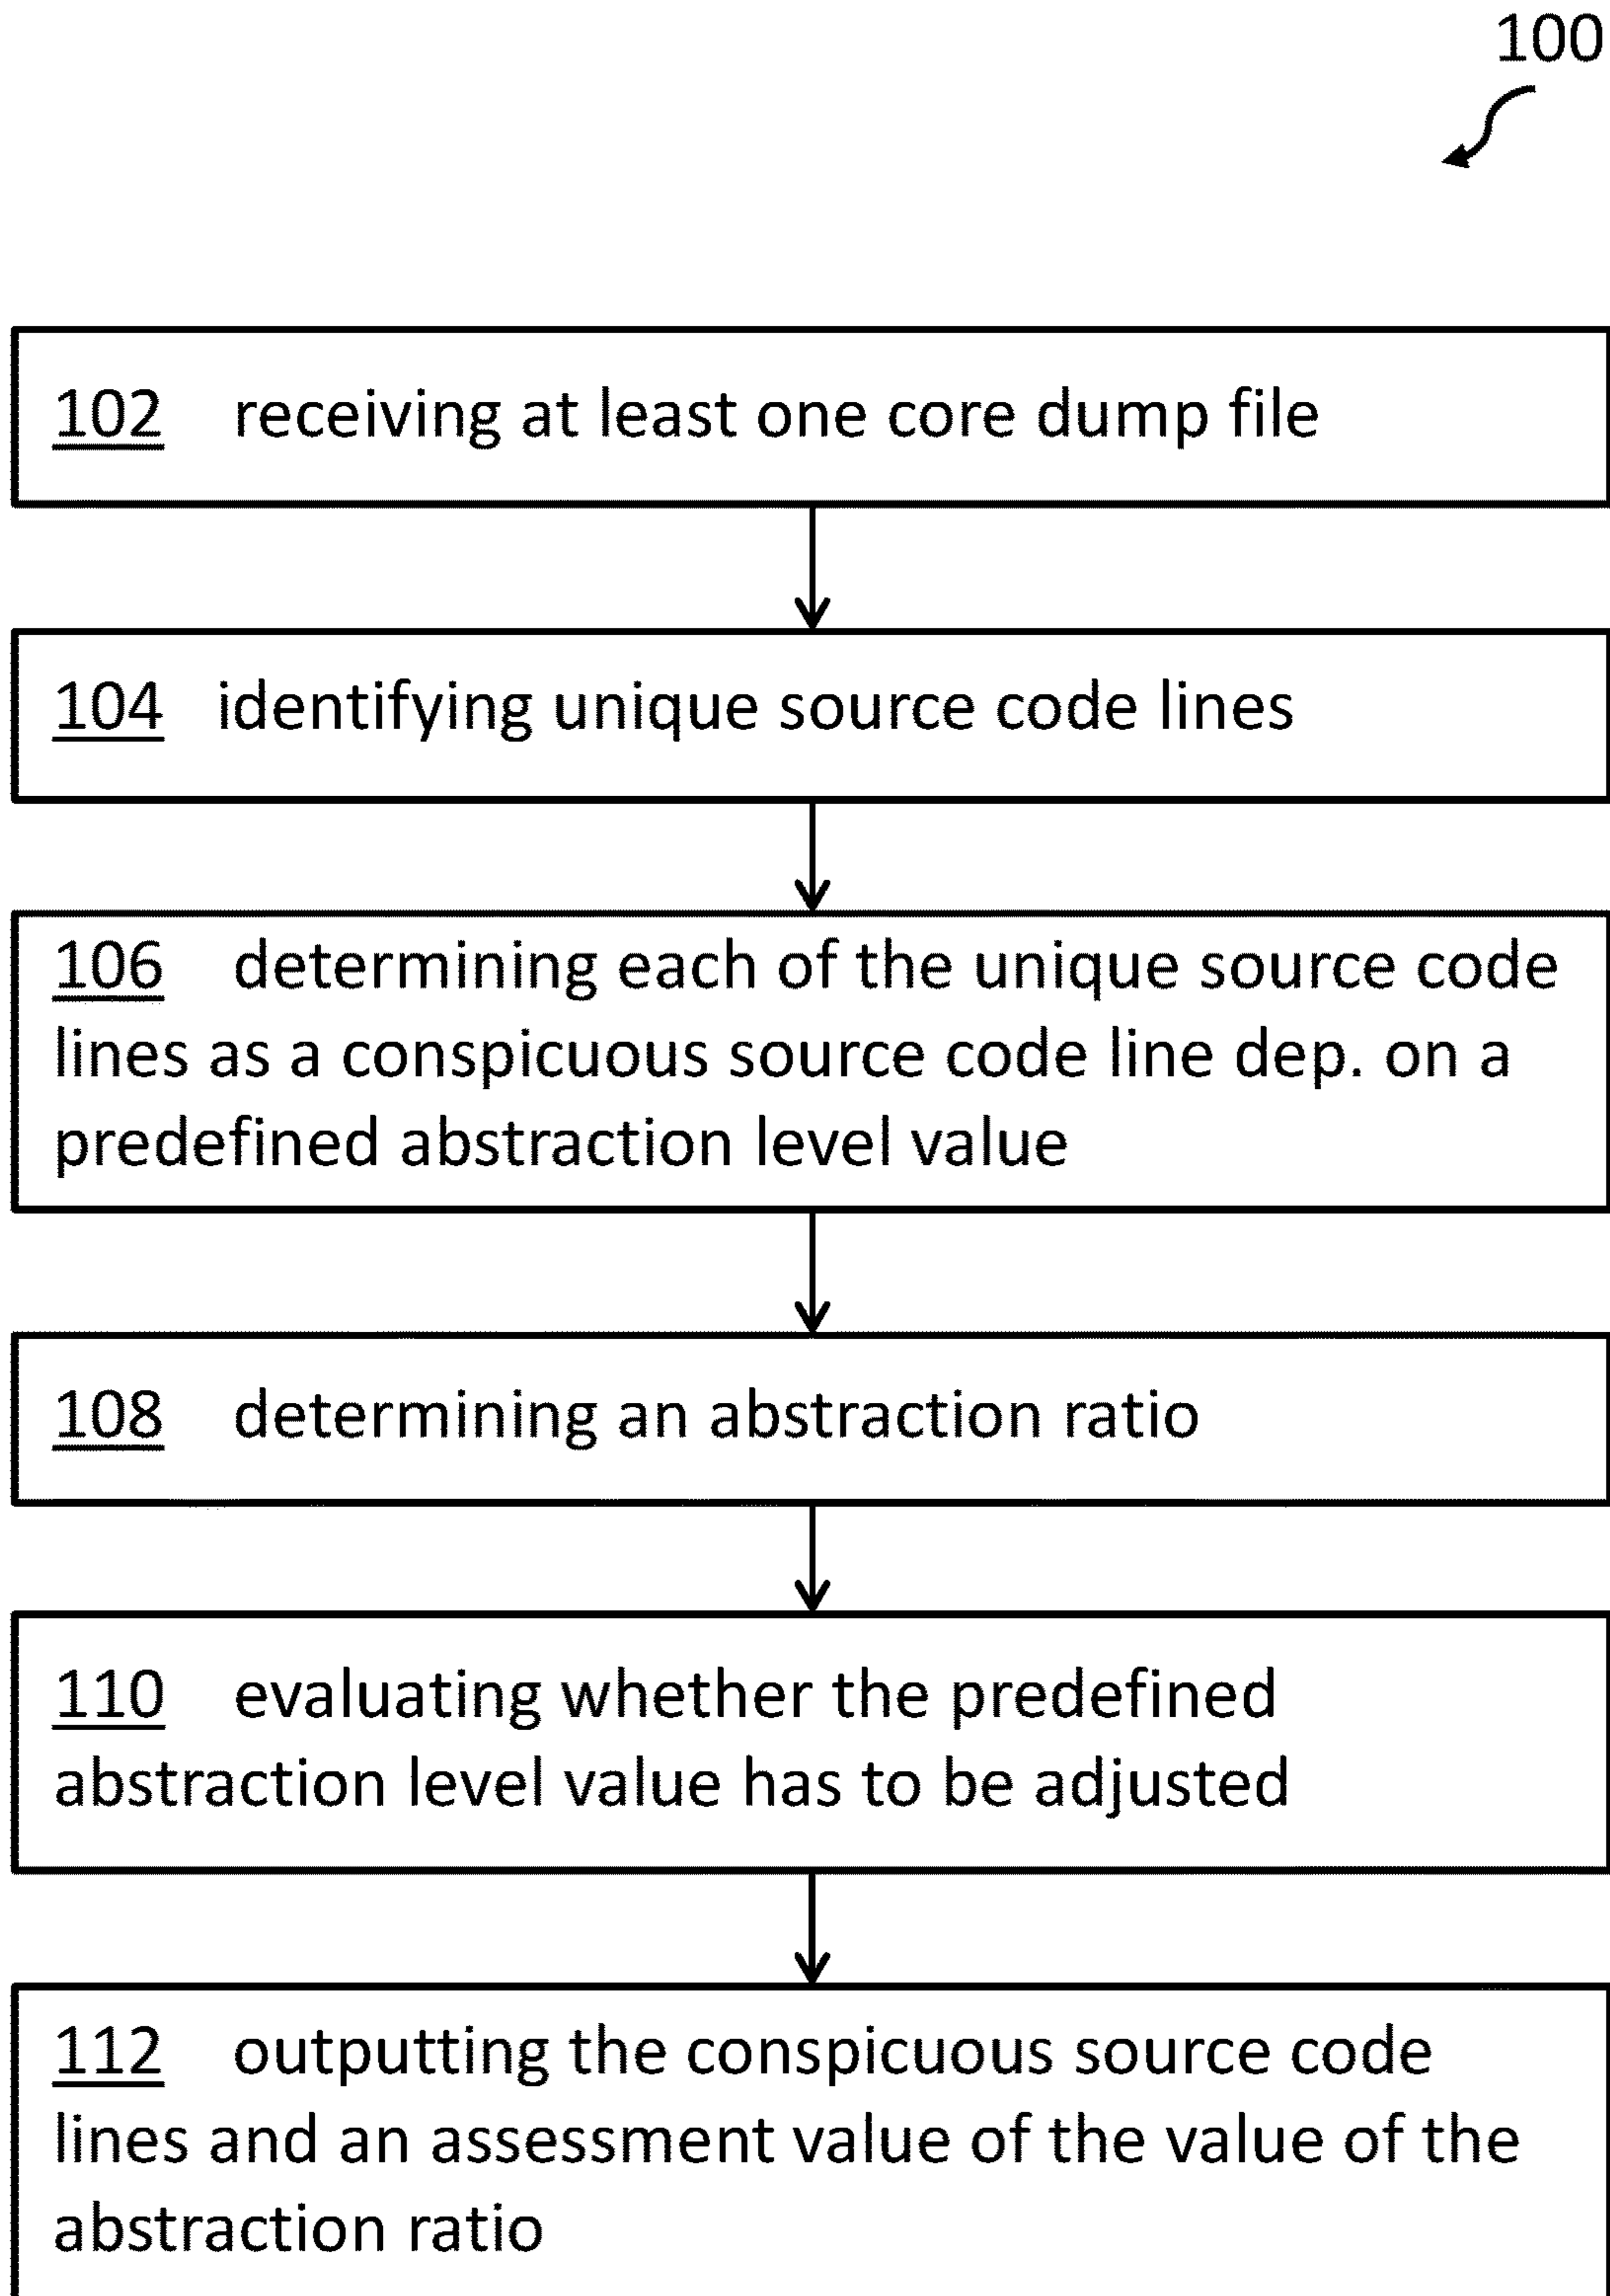 100
102 receiving at least one core dump file
104 identifying unique source code lines
106 determining each of the unique source code
lines as a conspicuous source code line dep. on a
predefined abstraction level value
108 determining an abstraction ratio
110 evaluating whether the predefined
abstraction level value has to be adjusted
112 outputting the conspicuous source code
lines and an assessment value of the value of the
abstraction ratio